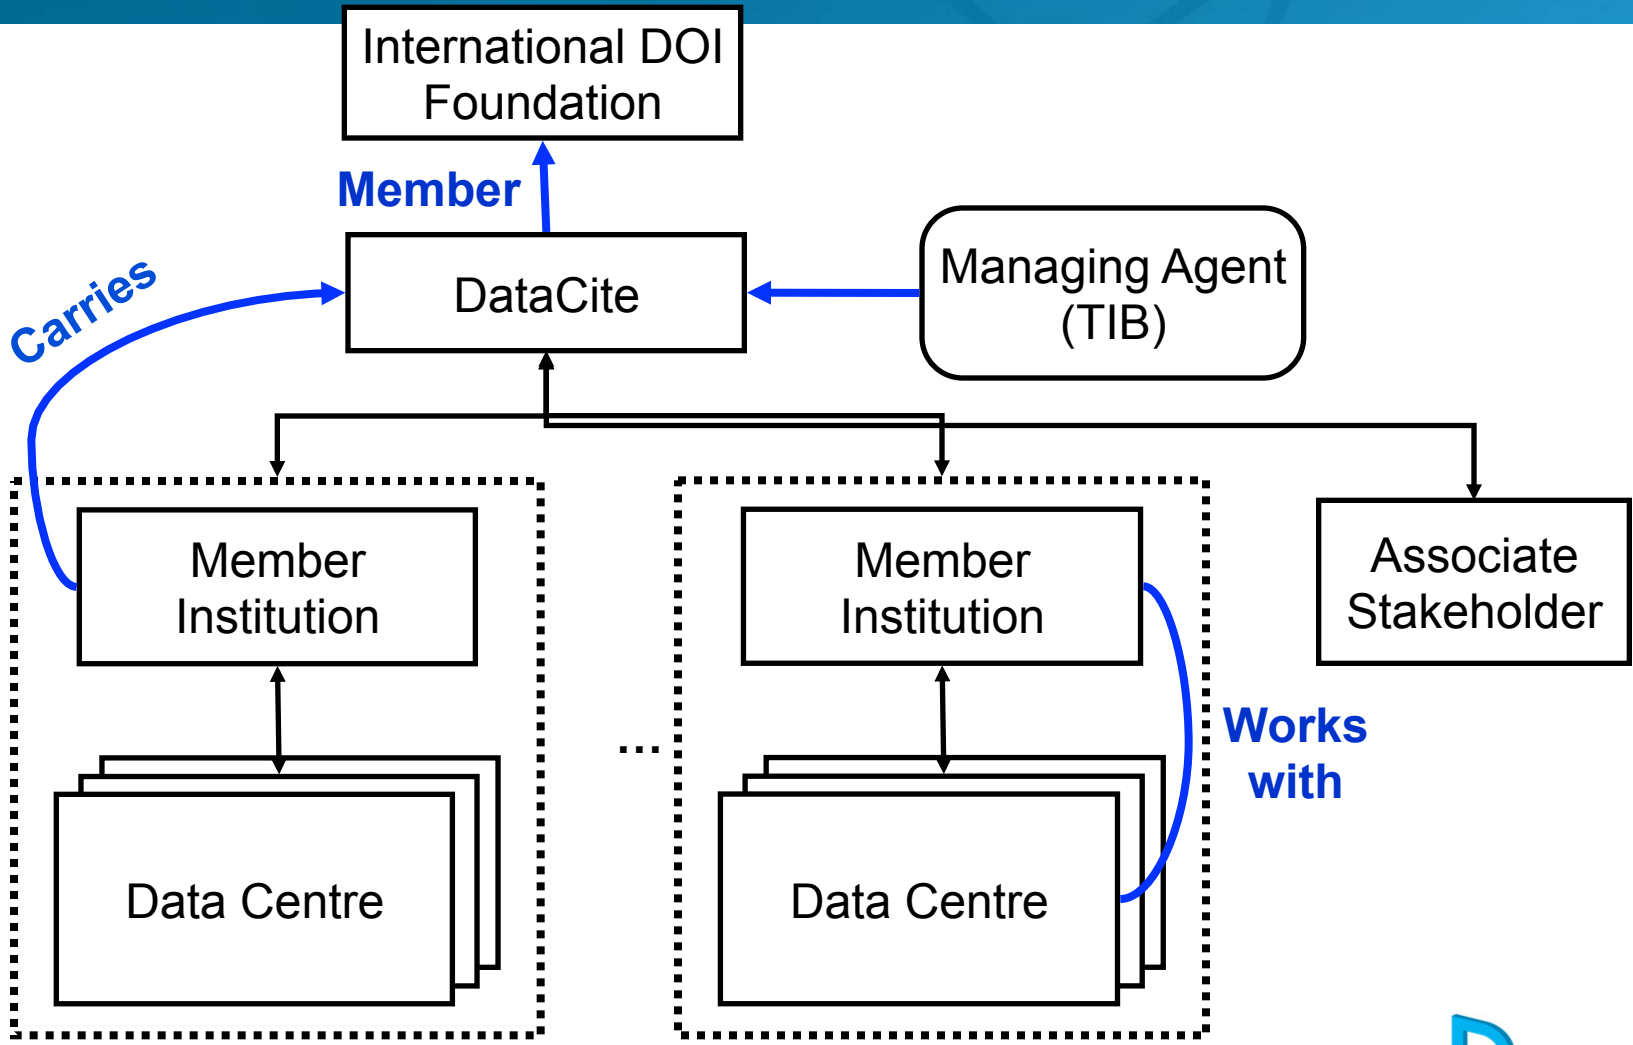 International DOI
Foundation
Member
Carries
DataCite
Managing Agent
(TIB)
Member
Institution
Member
Institution
Associate
Stakeholder
...
Works
with
Data Centre
Data Centre